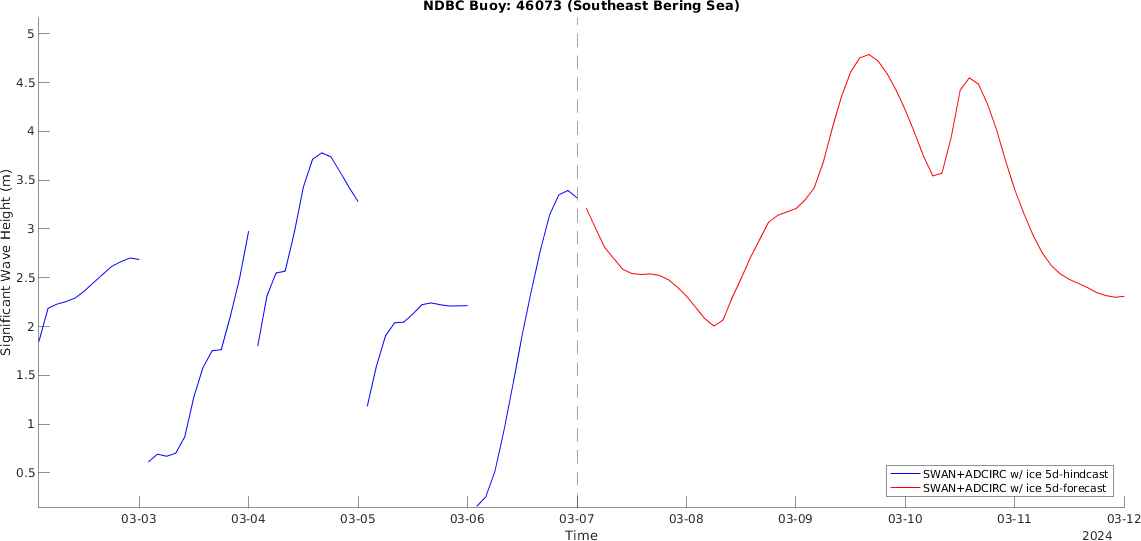 NDBC Buoy: 46073 (Southeast Bering Sea)
Significant Wave Height (m)
5
4.5
4
3.5
3
2.5
2
1.5
1
0.5
SWAN+ADCIRC w/ ice 5d-hindcast
SWAN+ADCIRC w/ ice 5d-forecast
03-03 03-04 03-05 03-06 03-07 03-08 03-09 03-10 03-11 03-12
Time
2024